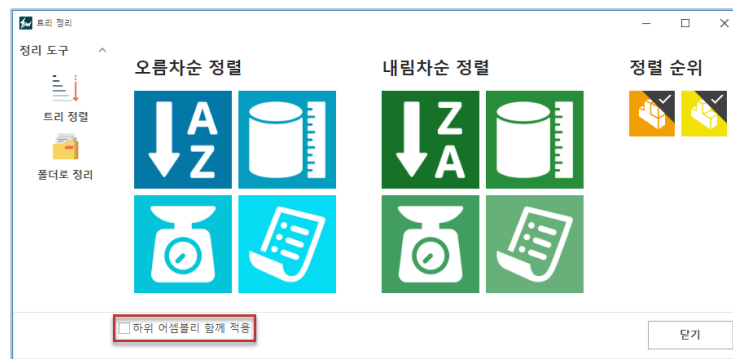 트리 정리
정리 도구
트리 정렬
폴더로 정리
오름차순 정렬
A
Z
내림차순 정렬
Z
A
정렬 순위
하위 어셈블리 함께 적용
닫기